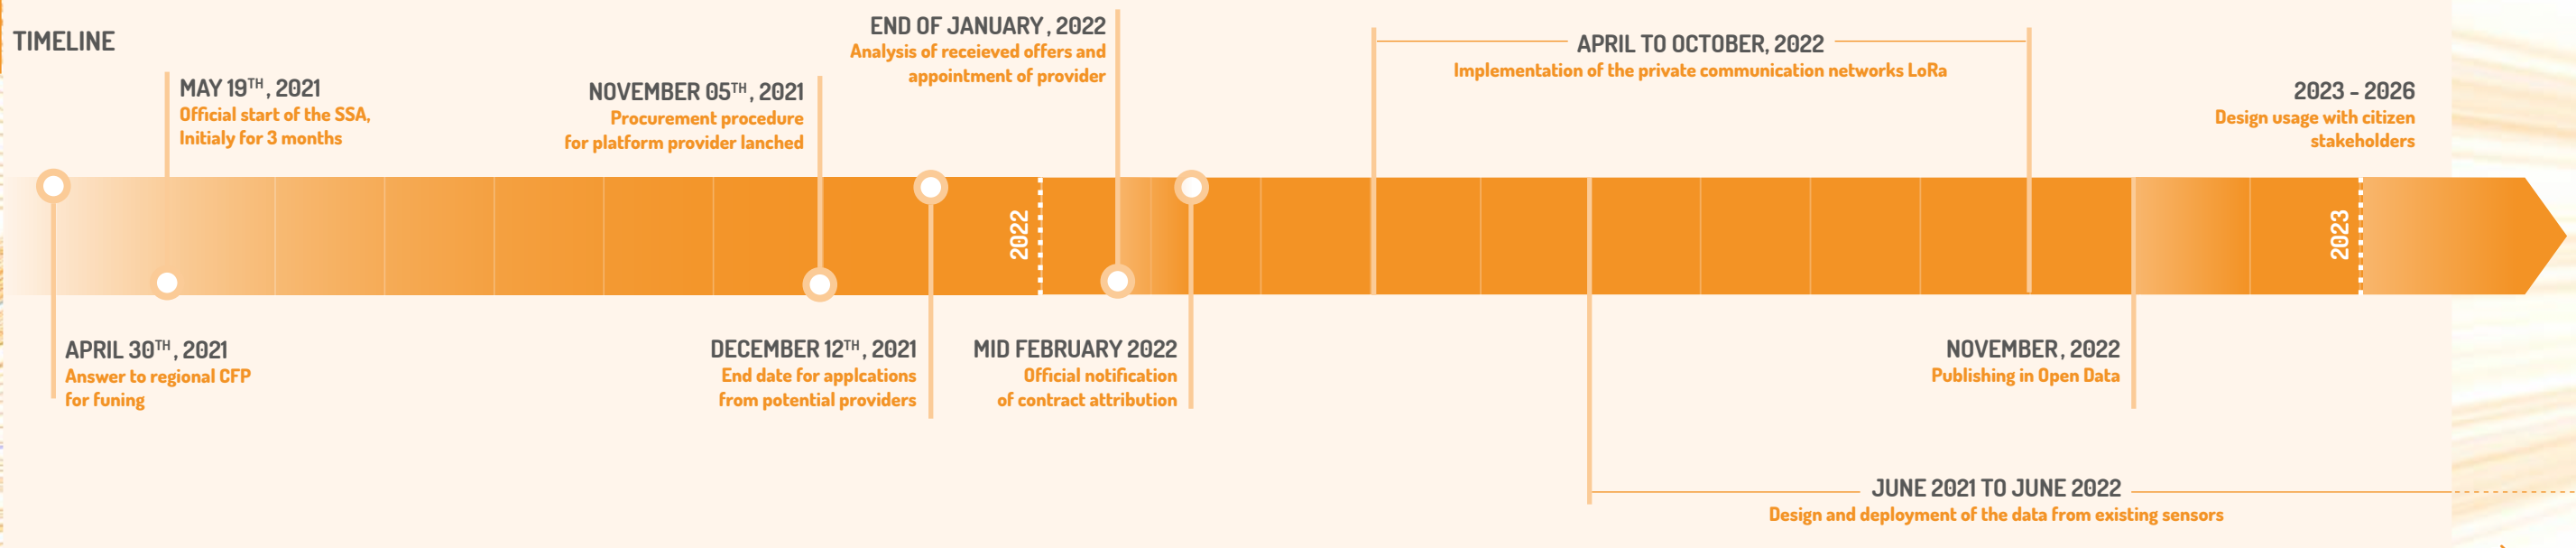 TIMELINE
APRIL 30TH, 2021
Answer to regional CFP
for funing
MAY 19TH, 2021
Official start of the SSA,
Initialy for 3 months
NOVEMBER 05TH, 2021
Procurement procedure
for platform provider lanched
DECEMBER 12TH, 2021
End date for applcations
from potential providers
2022
END OF JANUARY, 2022
Analysis of receieved offers and
appointment of provider
MID FEBRUARY 2022
Official notification
of contract attribution
APRIL TO OCTOBER, 2022
Implementation of the private communication networks LoRa
JUNE 2021 TO JUNE 2022
Design and deployment of the data from existing sensors
NOVEMBER, 2022
Publishing in Open Data
2023
2023 - 2026
Design usage with citizen
stakeholders